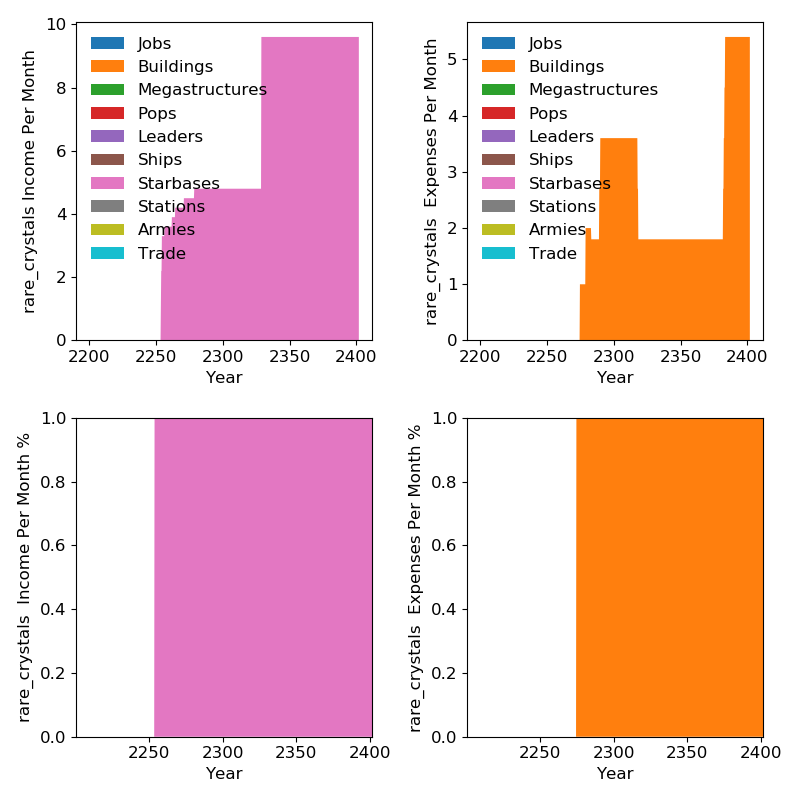 rare_crystals Income Per Month
10
8
6
4
2
0
Jobs
Buildings
Megastructures
Pops
Leaders
Ships
Starbases
Stations
Armies
Trade
2200 2250 2300 2350 2400
Year
rare_crystals  Expenses Per Month
5
4
3
2
1
0
Jobs
Buildings
Megastructures
Pops
Leaders
Ships
Starbases
Stations
Armies
Trade
2200 2250 2300 2350 2400
Year
rare_crystals  Income Per Month %
1.0
0.8
0.6
0.4
0.2
0.0
2250 2300 2350 2400
Year
rare_crystals  Expenses Per Month %
1.0
0.8
0.6
0.4
0.2
0.0
2250 2300 2350 2400
Year